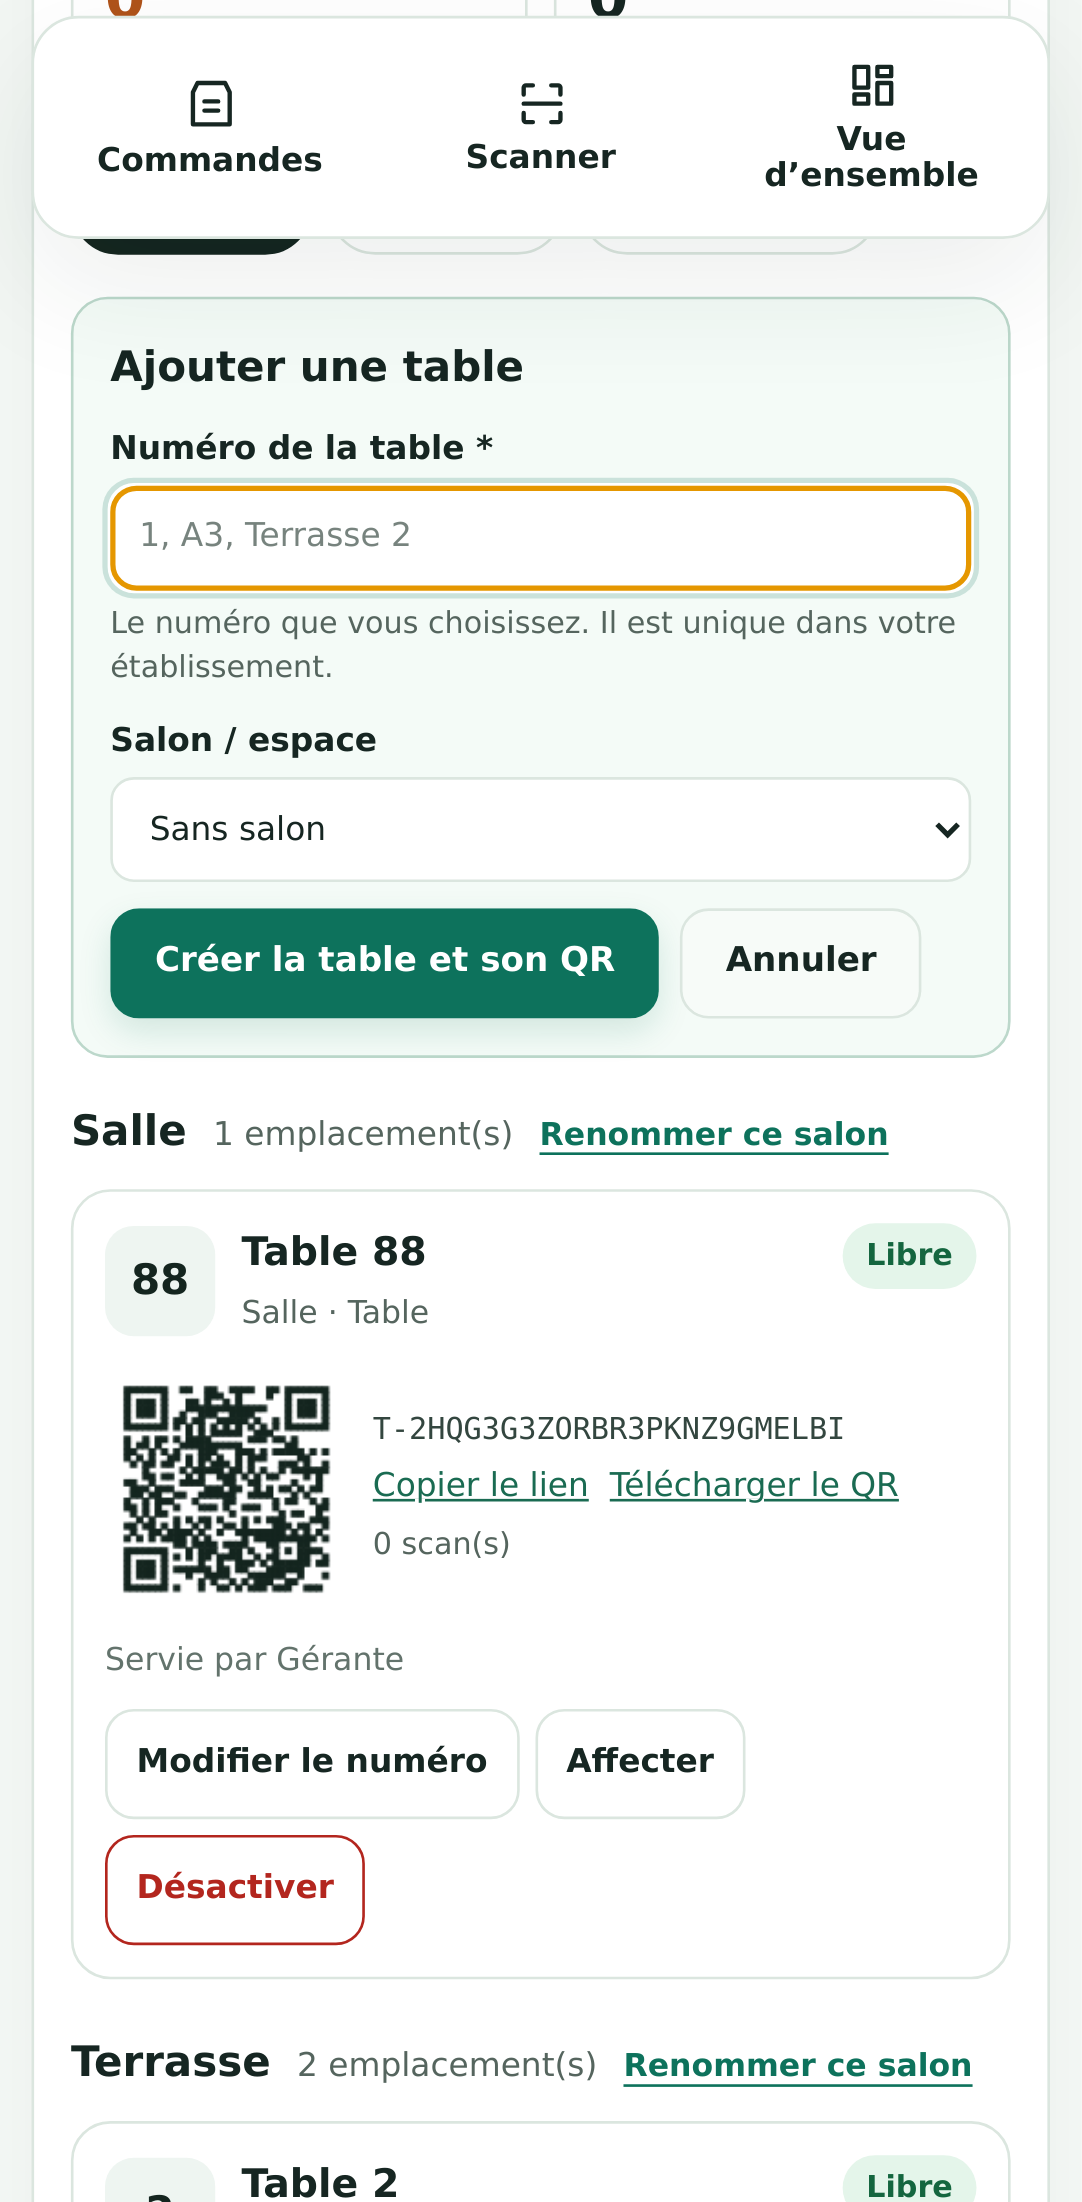 Commandes
Scanner
Vue
d’ensemble
Ajouter une table
Numéro de la table *
1, A3, Terrasse 2
Le numéro que vous choisissez. Il est unique dans votre
établissement.
Salon / espace
Sans salon
Créer la table et son QR
Annuler
Salle 1 emplacement(s) Renommer ce salon
88
Table 88
Libre
Salle · Table
T-2HQG3G3ZORBR3PKNZ9GMELBI
Copier le lien Télécharger le QR
0 scan(s)
Servie par Gérante
Modifier le numéro
Affecter
Désactiver
Terrasse 2 emplacement(s) Renommer ce salon
Table 2
Libre